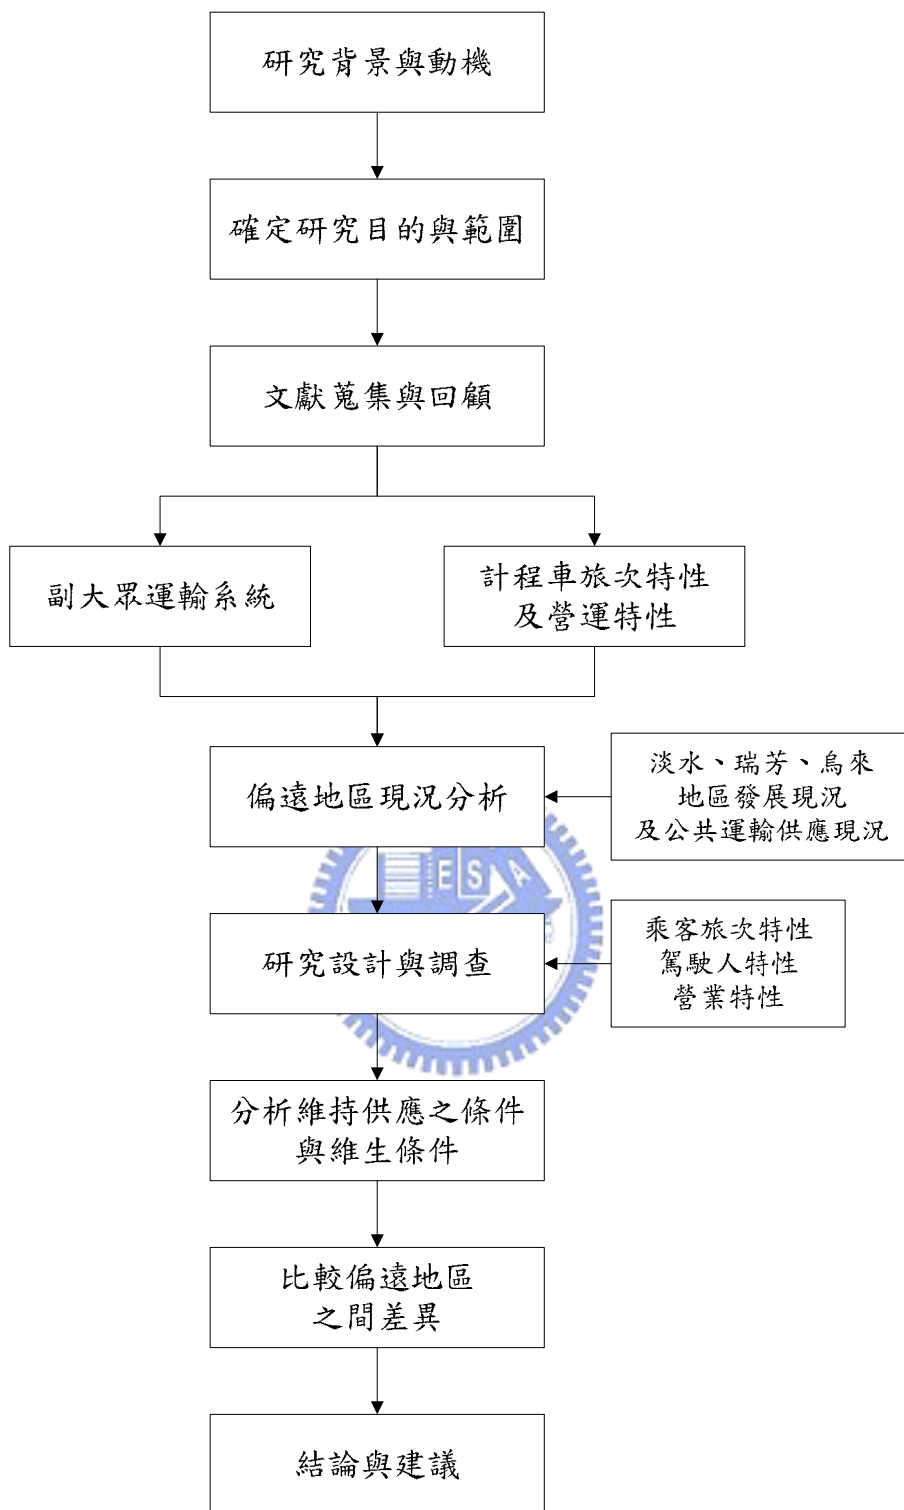 研究背景與動機
確定研究目的與範圍
文獻蒐集與回顧
副大眾運輸系統
計程車旅次特性
及營運特性
偏遠地區現況分析
淡水、瑞芳、烏來
地區發展現況
及公共運輸供應現況
ESA
研究設計與調查
乘客旅次特性
駕駛人特性
營業特性
分析維持供應之條件
與維生條件
比較偏遠地區
之間差異
結論與建議